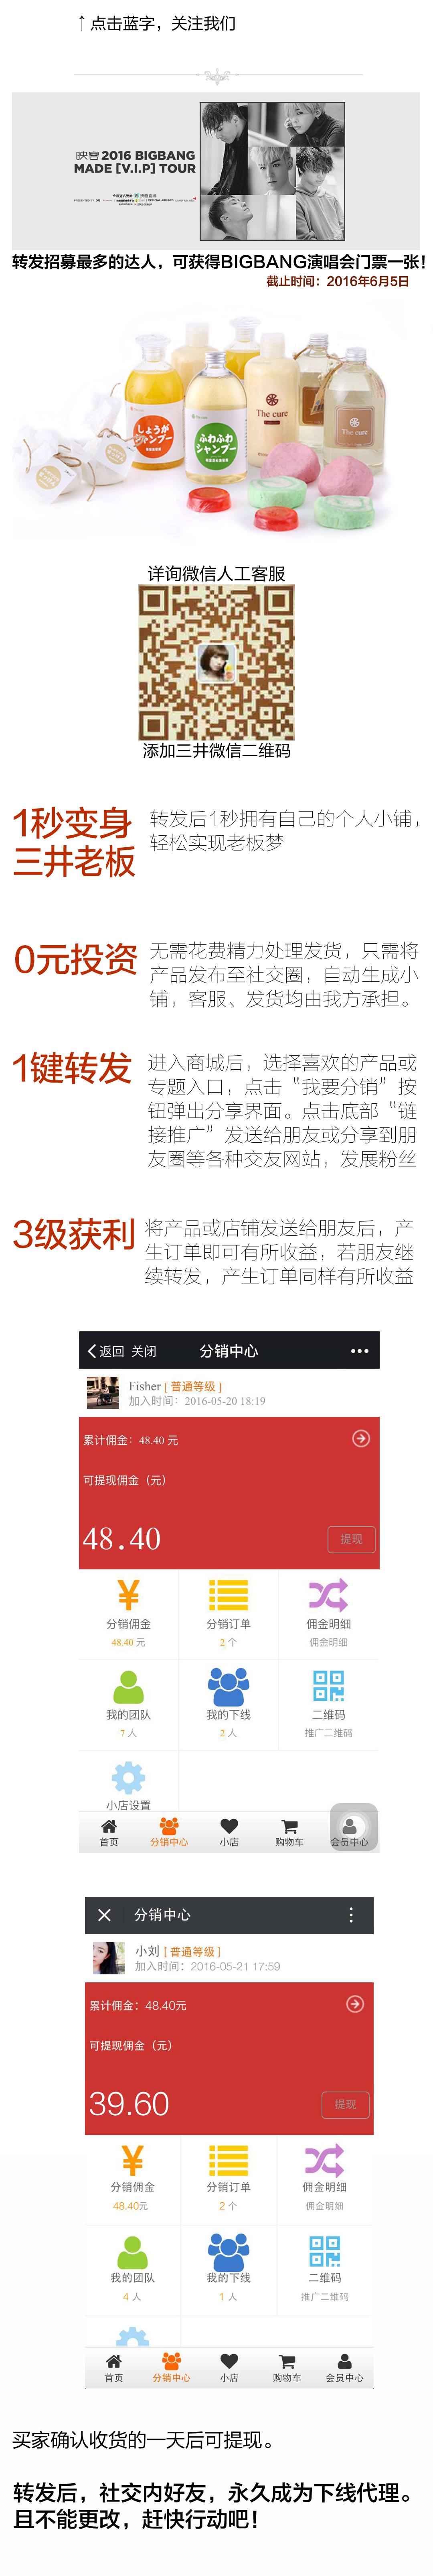 ↑点击蓝字，关注我们
映客2016 BIGBANG
MADE [V.I.P] TOUR
转发招募最多的达人，可获得BIGBANG演唱会门票一张！
截止时间：2016年6月5日
しょうが
シャンプー
ふわふわ
シャンプー
The cure
The cure
详询微信人工客服
添加三井微信二维码
1秒变身
三井老板
转发后1秒拥有自己的个人小铺，
轻松实现老板梦
0元投资
无需花费精力处理发货，只需将
产品发布至社交圈，自动生成小
铺，客服、发货均由我方承担。
1键转发
进入商城后，选择喜欢的产品或
专题入口，点击“我要分销”按
钮弹出分享界面。点击底部“链
接推广”发送给朋友或分享到朋
友圈等各种交友网站，发展粉丝
3级获利
将产品或店铺发送给朋友后，产
生订单即可有所收益，若朋友继
续转发，产生订单同样有所收益
返回 关闭 分销中心
Fisher [ 普通等级 ]
加入时间：2016-05-20 18:19
累计佣金：48.40 元
可提现佣金（元）
48.40 提现
分销佣金 分销订单 佣金明细
48.40 元 2 个 佣金明细
我的团队 我的下线 二维码
7 人 2 人 推广二维码
小店设置
首页 分销中心 小店 购物车 会员中心
分销中心
小刘 [ 普通等级 ]
加入时间：2016-05-21 17:59
累计佣金：48.40元
可提现佣金（元）
39.60 提现
分销佣金 分销订单 佣金明细
48.40元 2 个 佣金明细
我的团队 我的下线 二维码
4 人 1 人 推广二维码
首页 分销中心 小店 购物车 会员中心
买家确认收货的一天后可提现。
转发后，社交内好友，永久成为下线代理。
且不能更改，赶快行动吧！